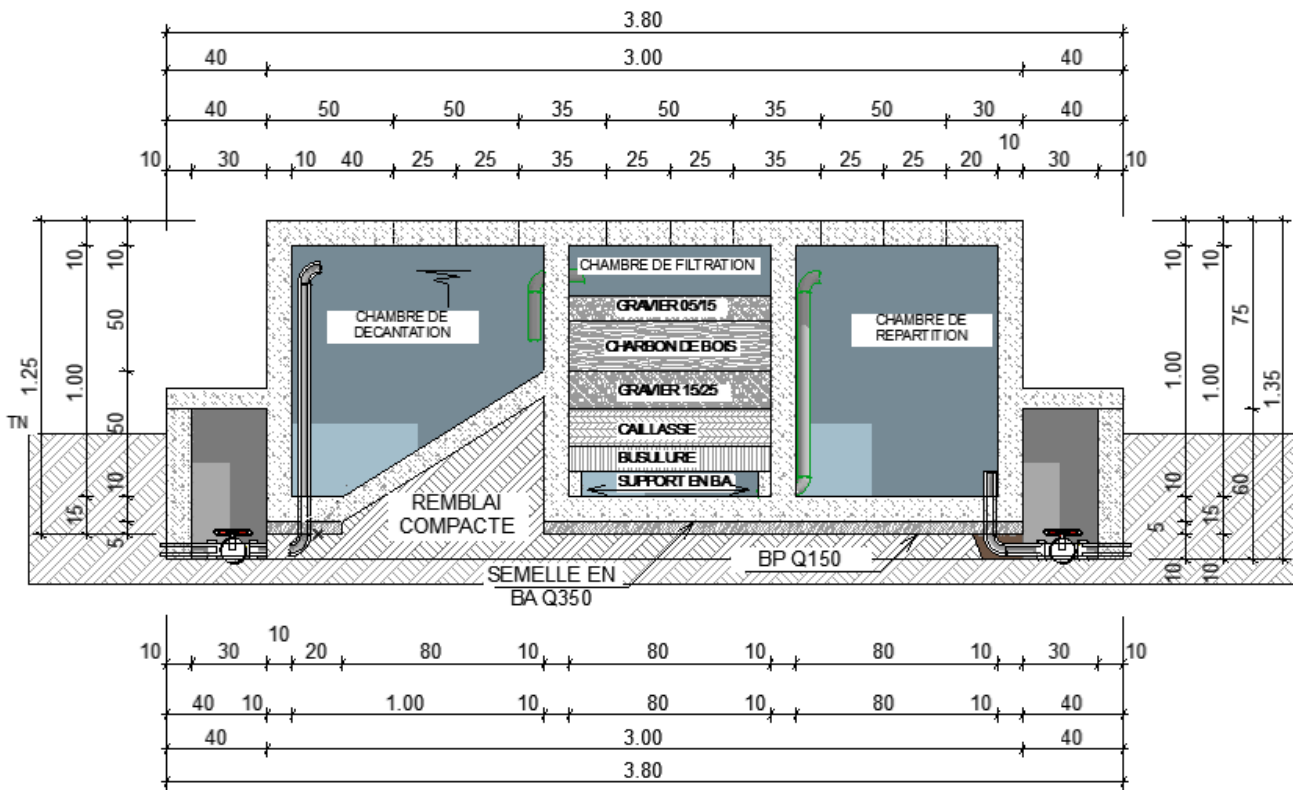 3.80
40 3.00 40
40 50 50 35 50 35 50 30 40
10 30 10 40 25 25 35 25 25 35 25 25 20 10 30 10
10 10 10 10
CHAMBRE DE FILTRATION
GRAVIER 05/15
CHAMBRE DE
DECANTATION
CHAMBRE DE
REPARTITION
50 75
CHARBON DE BOIS
1.25 1.00 1.00 1.00 1.35
GRAVIER 15/25
TN
50
CAILLASSE
BUSULURE
SUPPORT EN BA
10 10 60
REMBLAI
COMPACTE
15 5 5 15
10 10
BP Q150
SEMELLE EN
BA Q350
10 30 10 20 80 10 80 10 80 10 30 10
40 10 1.00 10 80 10 80 10 40
40 3.00 40
3.80